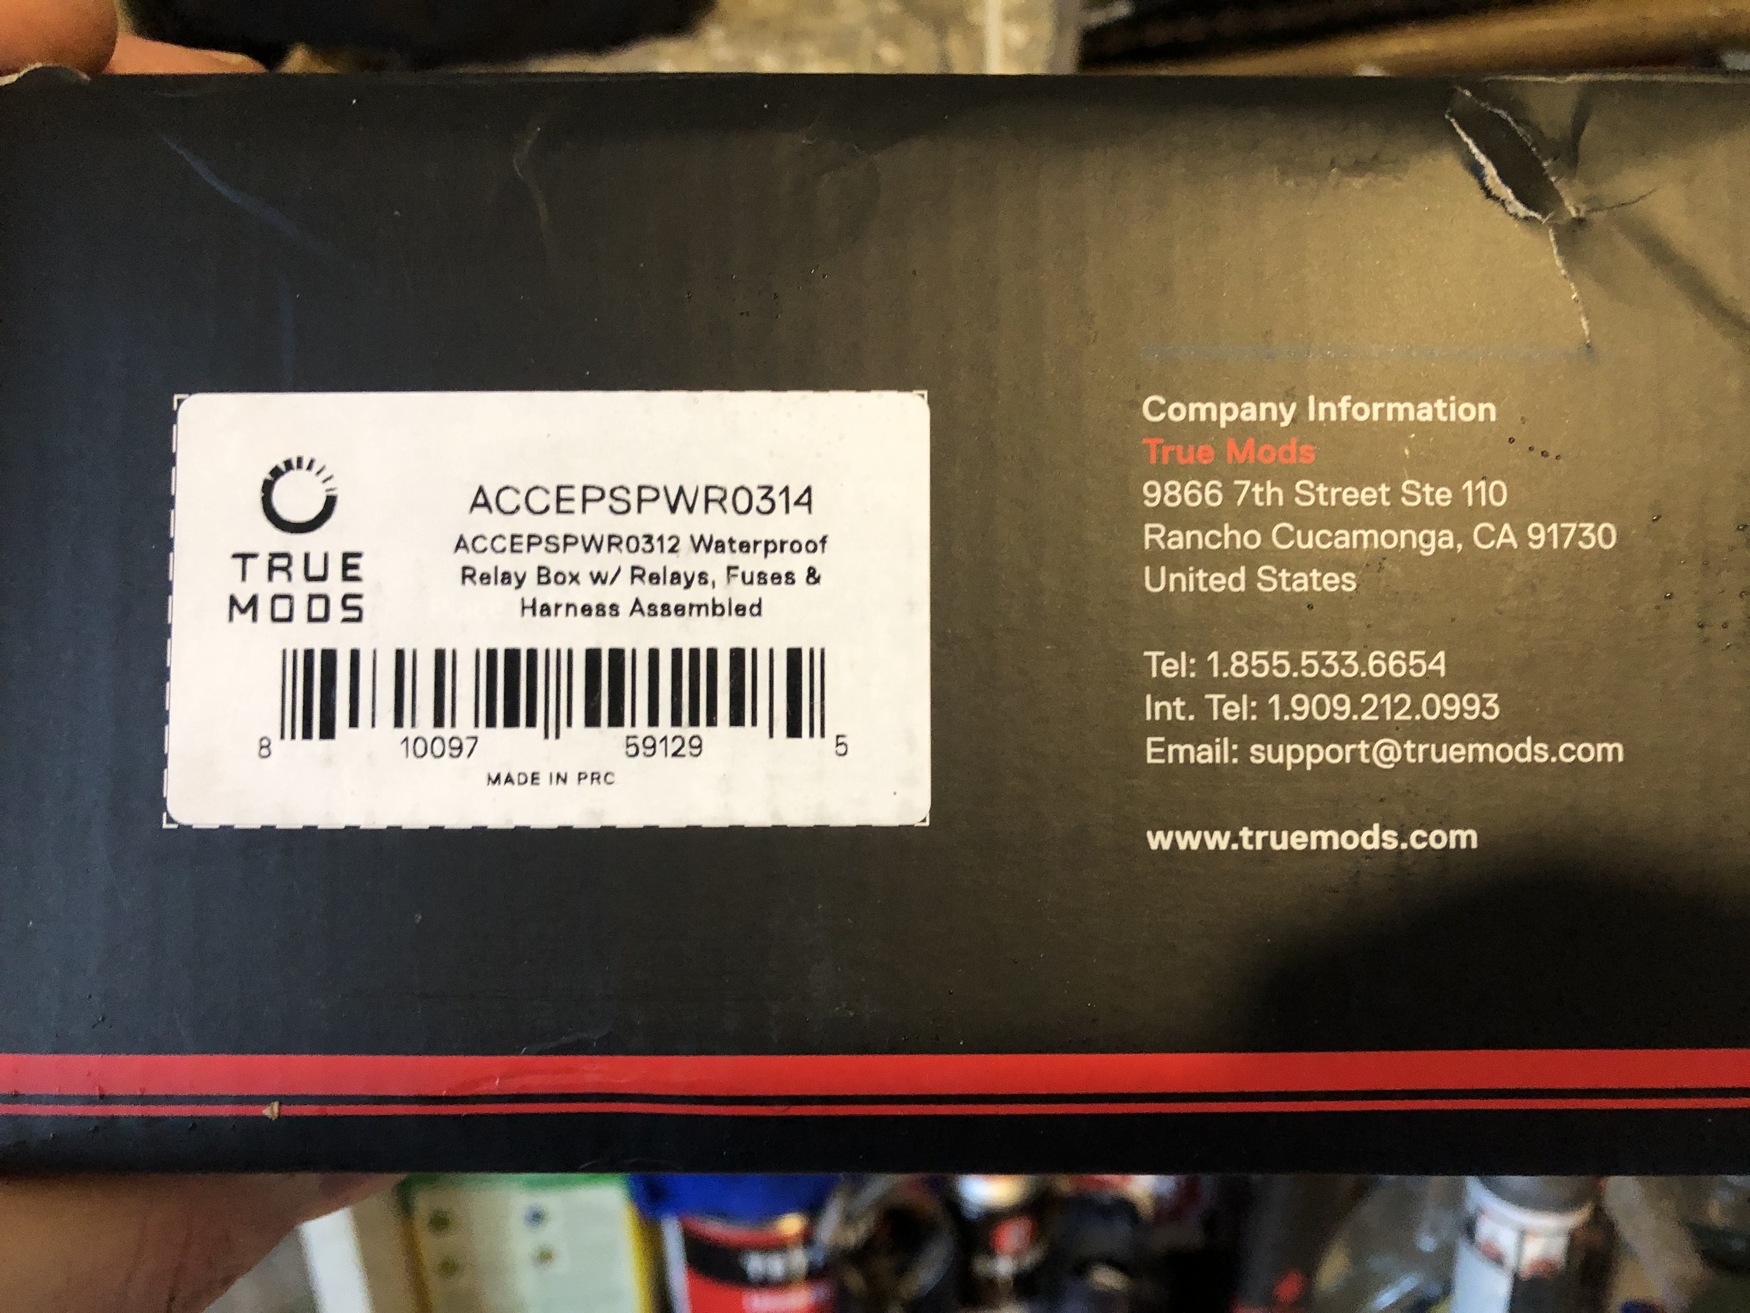 TRUE
MODS
ACCEPSPWR0314
ACCEPSPWR0312 Waterproof
Relay Box w/ Relays, Fuses &
Harness Assembled
8 10097 59129 5
MADE IN PRC
Company Information
True Mods
9866 7th Street Ste 110
Rancho Cucamonga, CA 91730
United States
Tel: 1.855.533.6654
Int. Tel: 1.909.212.0993
Email: support@truemods.com
www.truemods.com